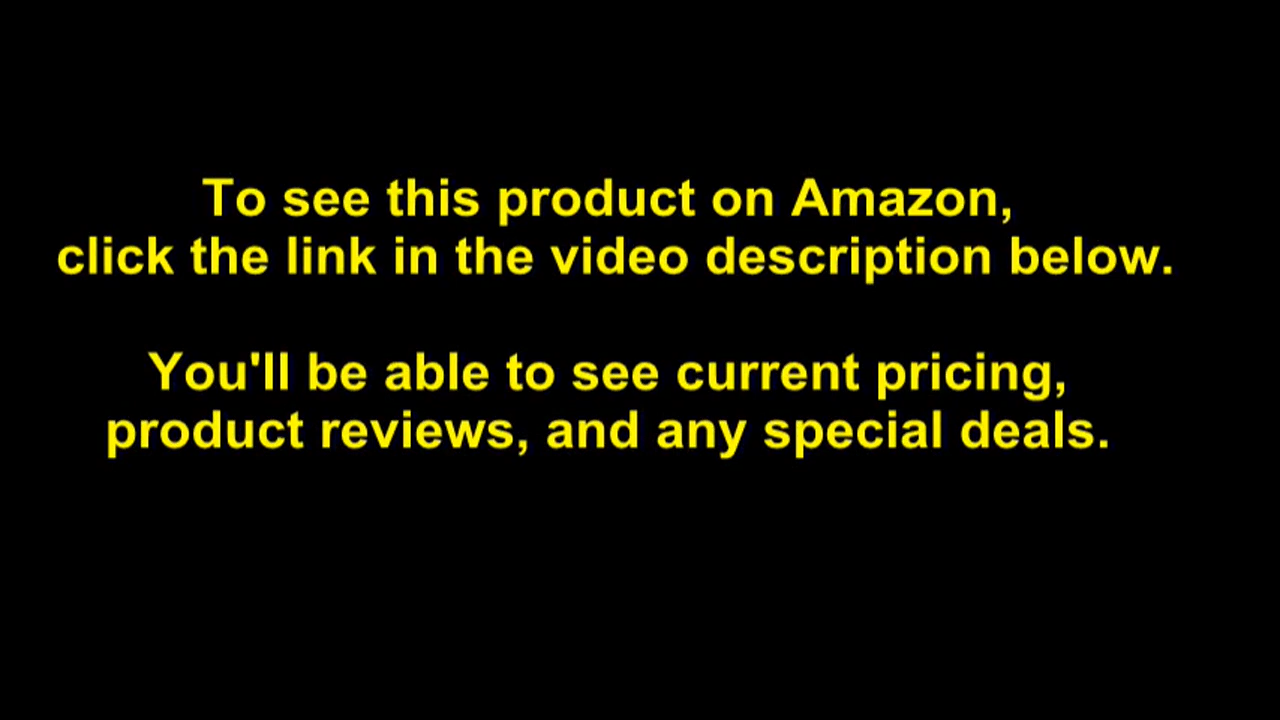 To see this product on Amazon,
click the link in the video description below.
You'll be able to see current pricing,
product reviews, and any special deals.